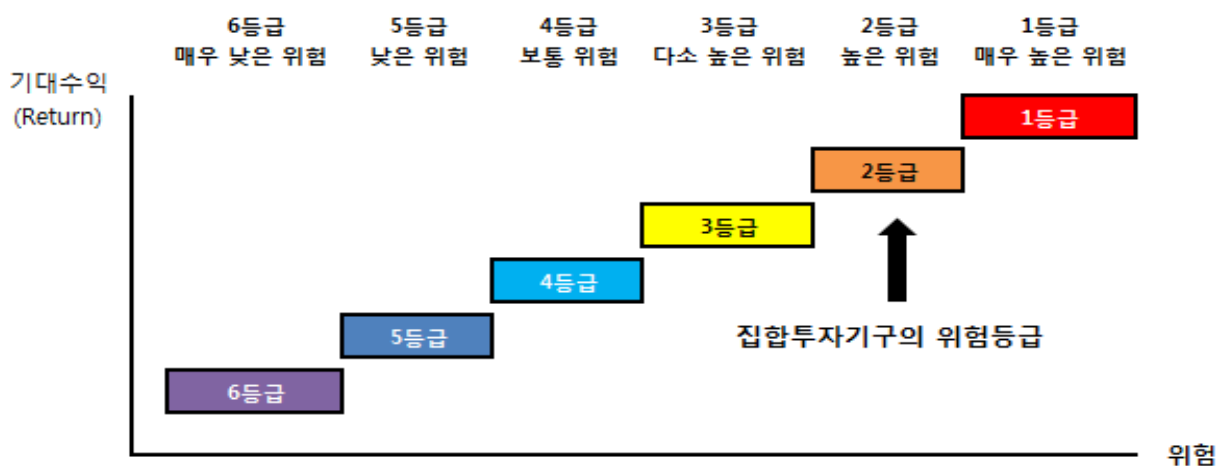 6등급
매우 낮은 위험
5등급
낮은 위험
4등급
보통 위험
3등급
다소 높은 위험
2등급
높은 위험
1등급
매우 높은 위험
기대수익
(Return)
1등급
2등급
3등급
4등급
5등급
6등급
집합투자기구의 위험등급
위험